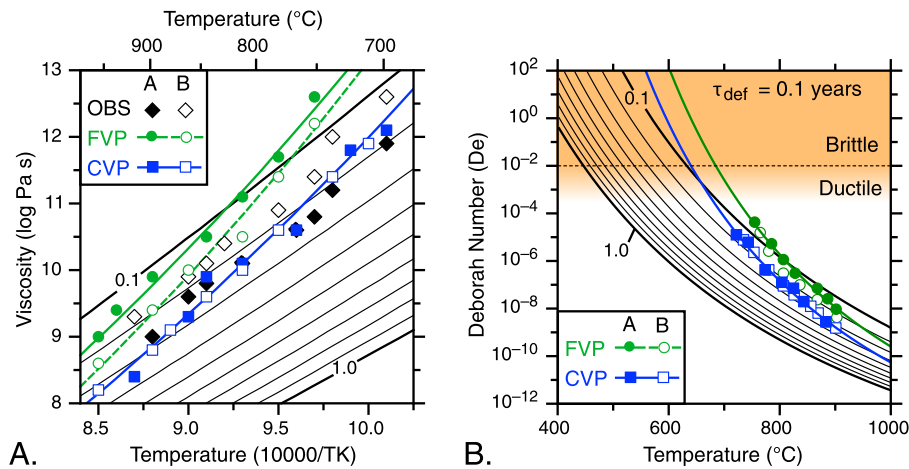 Temperature (°C)
900 800 700
13
12
11
10
9
8
Viscosity (log Pa s)
A B
OBS
FVP
CVP
0.1
1.0
8.5 9.0 9.5 10.0
Temperature (10000/TK)
A.
10² 
10⁰
10⁻²
10⁻⁴
10⁻⁶
10⁻⁸
10⁻¹⁰
10⁻¹²
Deborah Number (De)
τdef = 0.1 years
0.1
Brittle
Ductile
1.0
A B
FVP
CVP
400 600 800 1000
Temperature (°C)
B.